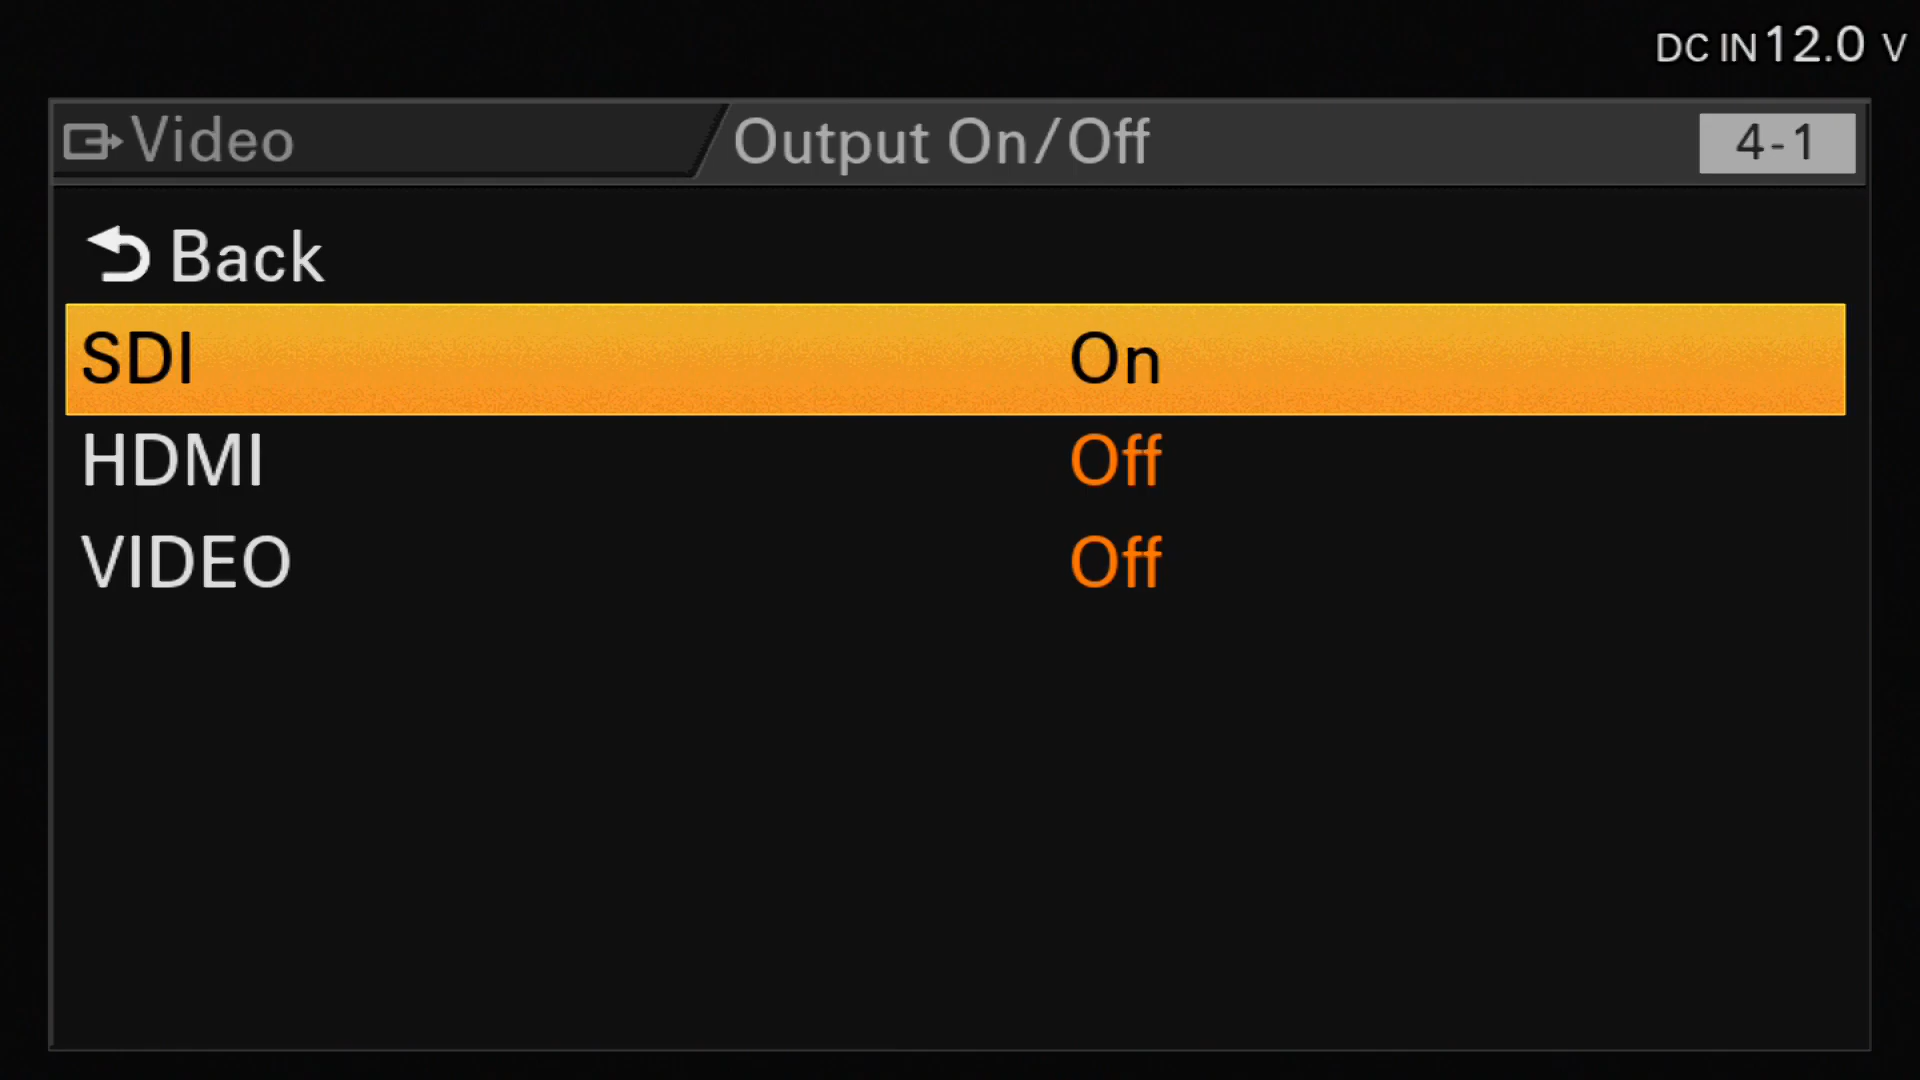 DC IN 12.0 V
Video Output On/Off 4-1
Back
SDI On
HDMI Off
VIDEO Off